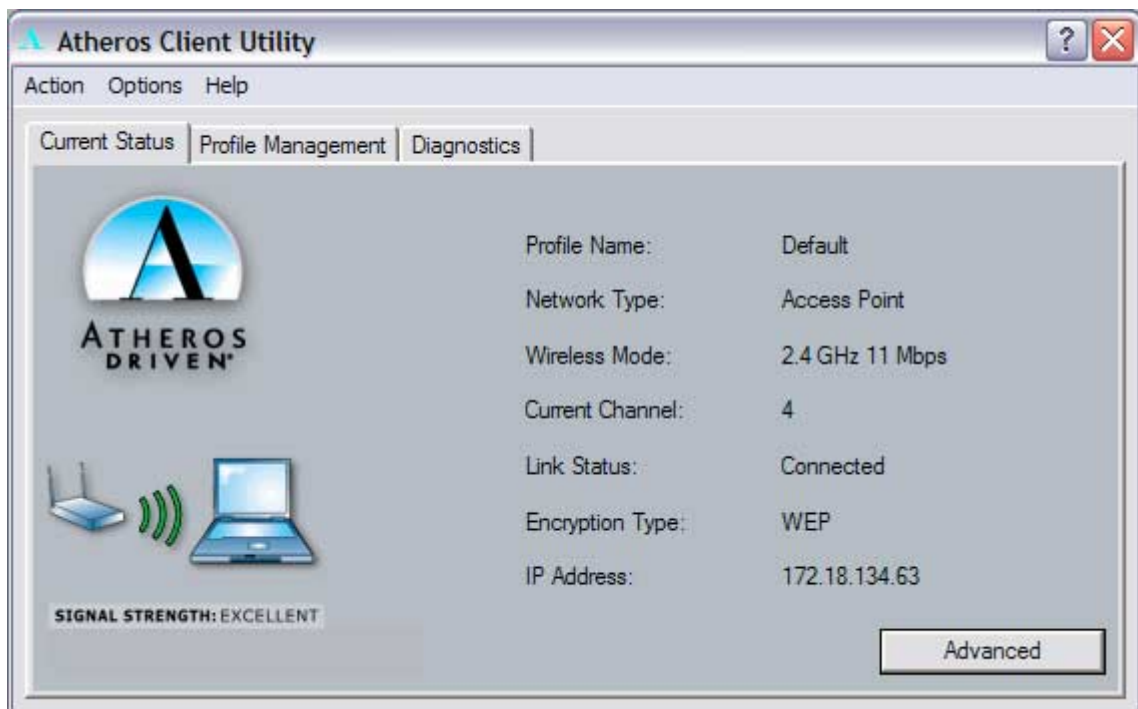 Atheros Client Utility
Action Options Help
Current Status Profile Management Diagnostics
ATHEROS
DRIVEN®
Profile Name: Default
Network Type: Access Point
Wireless Mode: 2.4 GHz 11 Mbps
Current Channel: 4
Link Status: Connected
Encryption Type: WEP
IP Address: 172.18.134.63
SIGNAL STRENGTH: EXCELLENT
Advanced